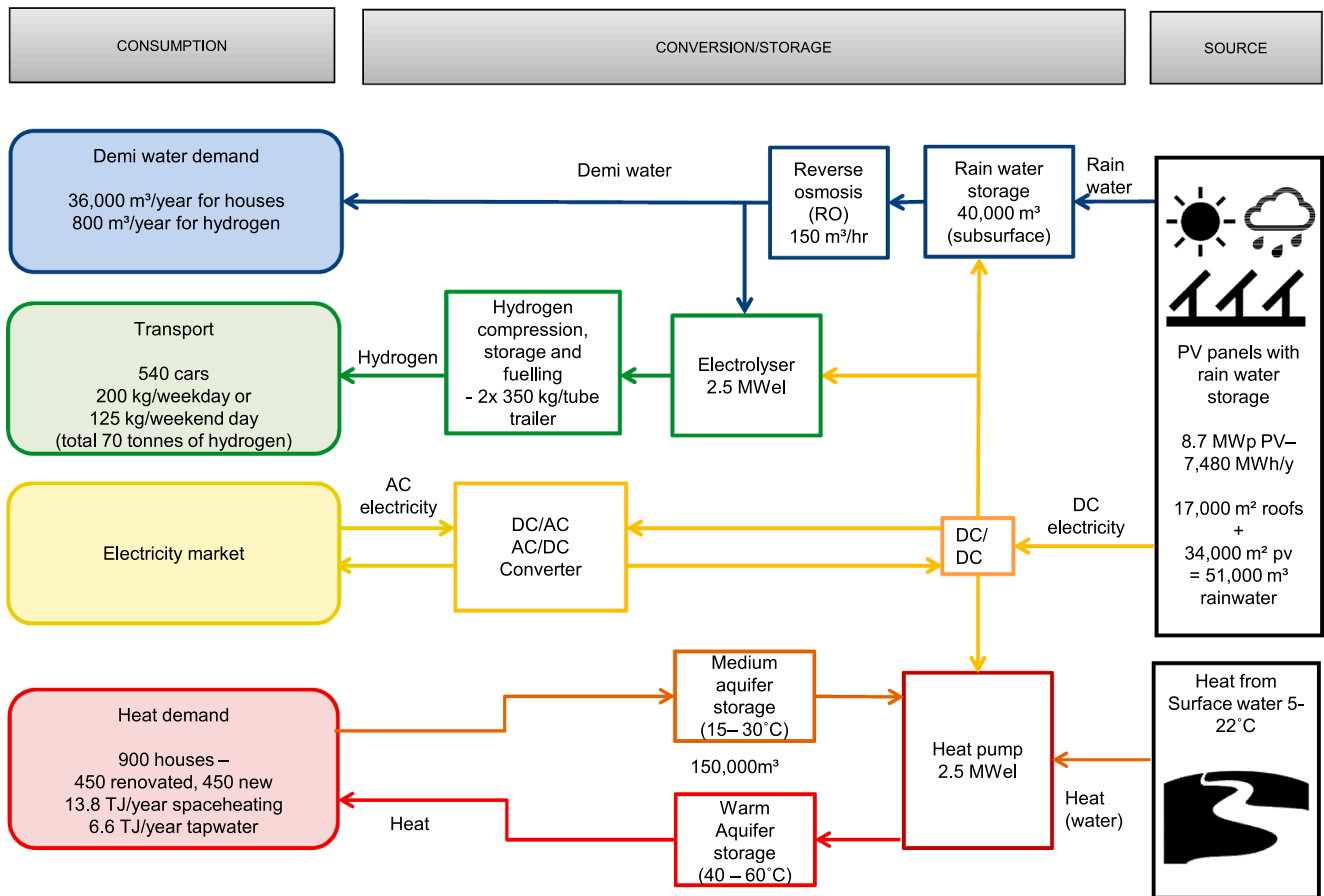 CONSUMPTION
CONVERSION/STORAGE
SOURCE
Demi water demand
36,000 m³/year for houses
800 m³/year for hydrogen
Demi water
Reverse
osmosis
(RO)
150 m³/hr
Rain water
storage
40,000 m³
(subsurface)
Rain
water
Transport
540 cars
200 kg/weekday or
125 kg/weekend day
(total 70 tonnes of hydrogen)
Hydrogen
Hydrogen
compression,
storage and
fuelling
- 2x 350 kg/tube
trailer
Electrolyser
2.5 MWel
PV panels with
rain water
storage
8.7 MWp PV–
7,480 MWh/y
17,000 m² roofs
+
34,000 m² pv
= 51,000 m³
rainwater
Electricity market
AC
electricity
DC/AC
AC/DC
Converter
DC/
DC
DC
electricity
Heat demand
900 houses –
450 renovated, 450 new
13.8 TJ/year spaceheating
6.6 TJ/year tapwater
Heat
Medium
aquifer
storage
(15– 30˚C)
150,000m³
Warm
Aquifer
storage
(40 – 60˚C)
Heat pump
2.5 MWel
Heat
(water)
Heat from
Surface water 5-
22˚C